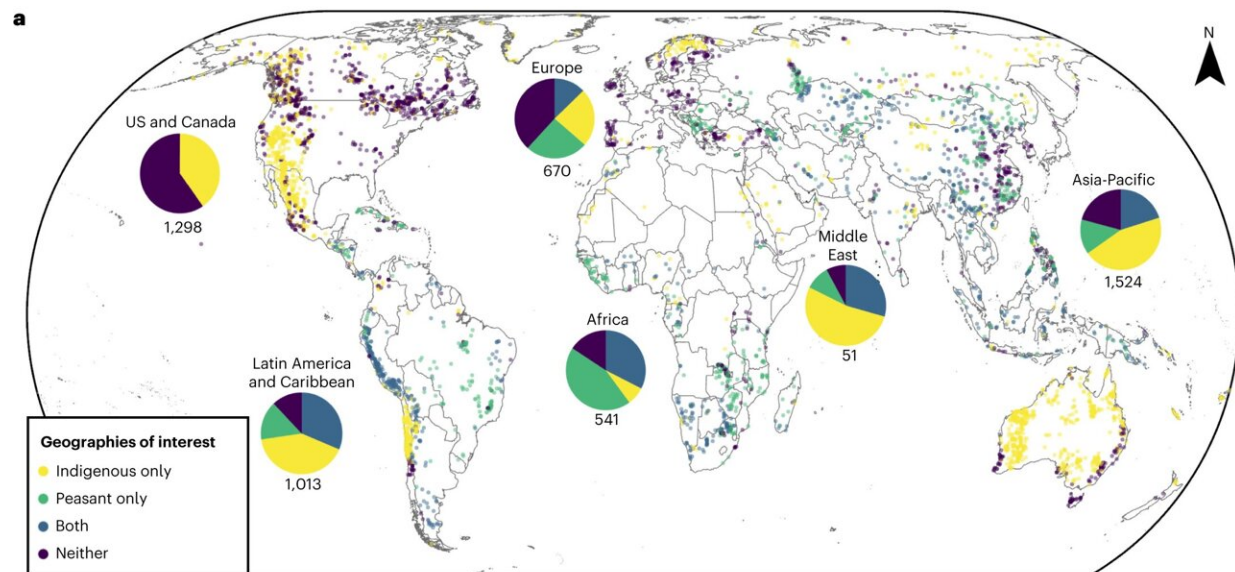 a
N
US and Canada
1,298
Europe
670
Asia-Pacific
1,524
Middle
East
51
Africa
541
Latin America
and Caribbean
1,013
Geographies of interest
Indigenous only
Peasant only
Both
Neither